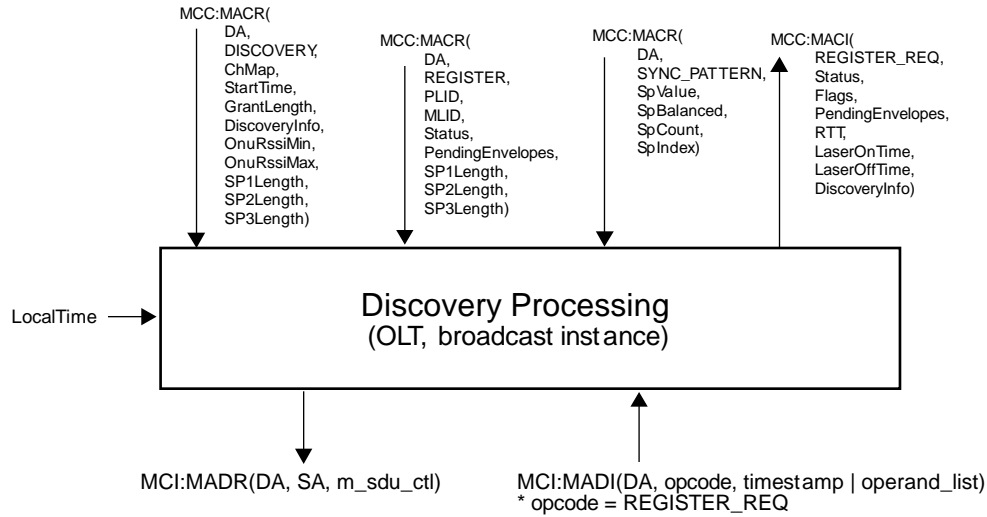 MCC:MACR(
DA,
DISCOVERY,
ChMap,
StartTime,
GrantLength,
DiscoveryInfo,
OnuRssiMin,
OnuRssiMax,
SP1Length,
SP2Length,
SP3Length)
MCC:MACR(
DA,
REGISTER,
PLID,
MLID,
Status,
PendingEnvelopes,
SP1Length,
SP2Length,
SP3Length)
MCC:MACR(
DA,
SYNC_PATTERN,
SpValue,
SpBalanced,
SpCount,
SpIndex)
MCC:MACI(
REGISTER_REQ,
Status,
Flags,
PendingEnvelopes,
RTT,
LaserOnTime,
LaserOffTime,
DiscoveryInfo)
LocalTime
Discovery Processing
(OLT, broadcast instance)
MCI:MADR(DA, SA, m_sdu_ctl)
MCI:MADI(DA, opcode, timestamp | operand_list)
* opcode = REGISTER_REQ